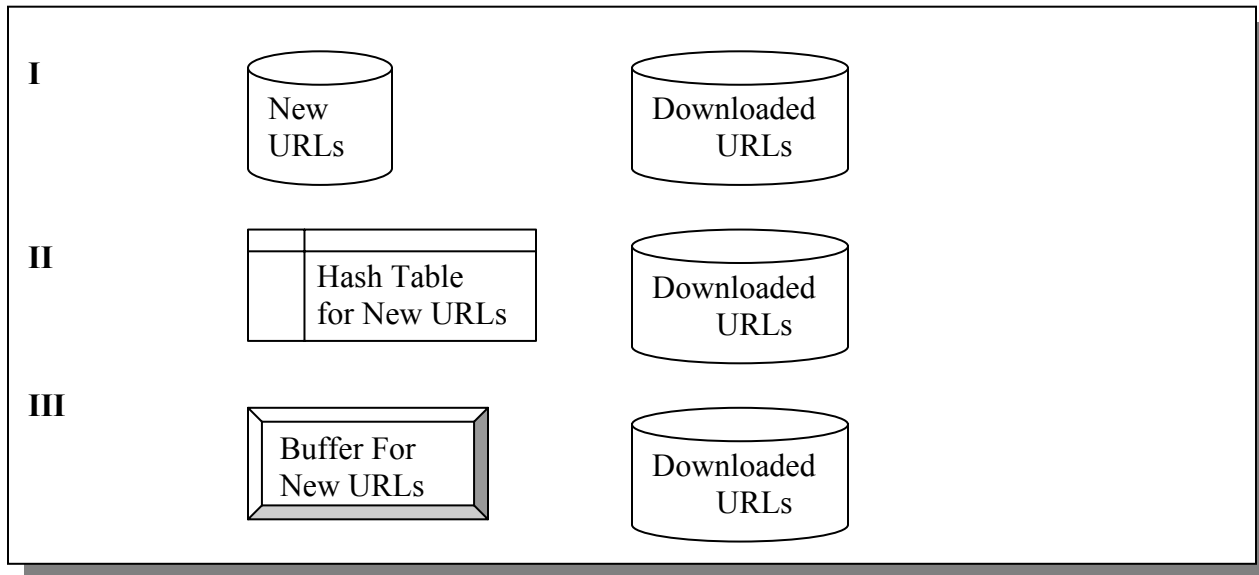 I
New
URLs
Downloaded
URLs
II
Hash Table
for New URLs
Downloaded
URLs
III
Buffer For
New URLs
Downloaded
URLs